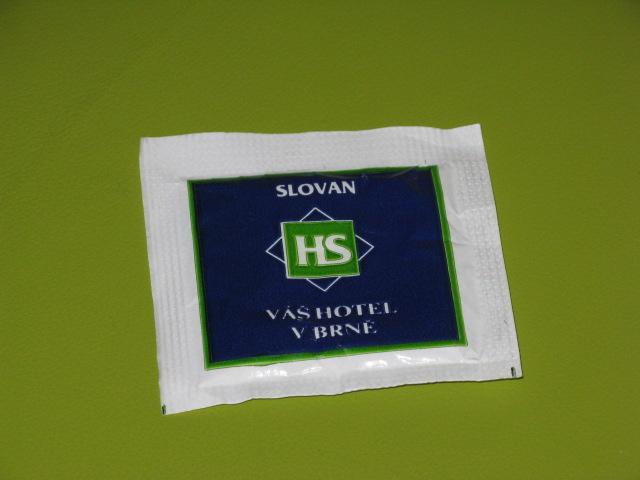 SLOVAN
HS
VÁŠ HOTEL
V BRNĚ